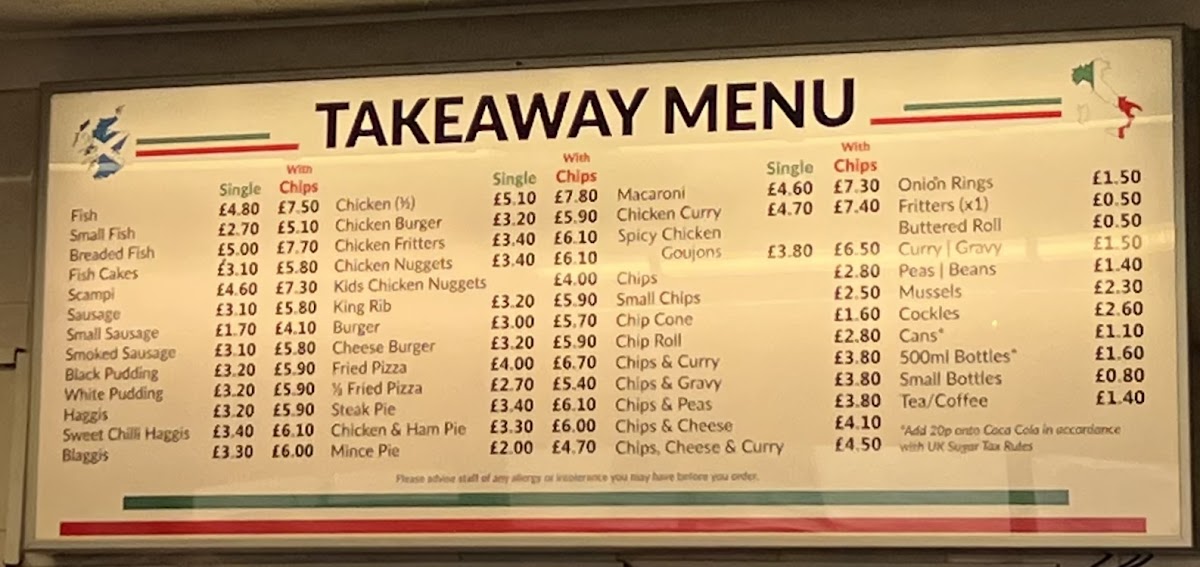 TAKEAWAY MENU
Single With Chips
Fish £4.80 £7.50
Small Fish £2.70 £5.10
Breaded Fish £5.00 £7.70
Fish Cakes £3.10 £5.80
Scampi £4.60 £7.30
Sausage £3.10 £5.80
Small Sausage £1.70 £4.10
Smoked Sausage £3.10 £5.80
Black Pudding £3.20 £5.90
White Pudding £3.20 £5.90
Haggis £3.20 £5.90
Sweet Chilli Haggis £3.40 £6.10
Blaggis £3.30 £6.00
Single With Chips
Chicken (½) £5.10 £7.80
Chicken Burger £3.20 £5.90
Chicken Fritters £3.40 £6.10
Chicken Nuggets £3.40 £6.10
Kids Chicken Nuggets £4.00
King Rib £3.20 £5.90
Burger £3.00 £5.70
Cheese Burger £3.20 £5.90
Fried Pizza £4.00 £6.70
½ Fried Pizza £2.70 £5.40
Steak Pie £3.40 £6.10
Chicken & Ham Pie £3.30 £6.00
Mince Pie £2.00 £4.70
Single With Chips
Macaroni £4.60 £7.30
Chicken Curry £4.70 £7.40
Spicy Chicken
Goujons £3.80 £6.50
Chips £2.80
Small Chips £2.50
Chip Cone £1.60
Chip Roll £2.80
Chips & Curry £3.80
Chips & Gravy £3.80
Chips & Peas £3.80
Chips & Cheese £4.10
Chips, Cheese & Curry £4.50
Onion Rings £1.50
Fritters (x1) £0.50
Buttered Roll £0.50
Curry | Gravy £1.50
Peas | Beans £1.40
Mussels £2.30
Cockles £2.60
Cans* £1.10
500ml Bottles* £1.60
Small Bottles £0.80
Tea/Coffee £1.40
*Add 20p onto Coca Cola in accordance
with UK Sugar Tax Rules
Please advise staff of any allergy or intolerance you may have before you order.